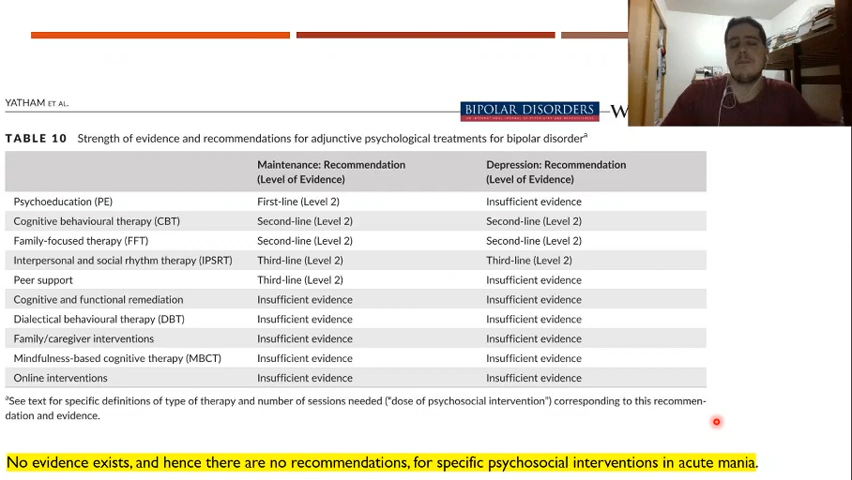 YATHAM ET AL.
BIPOLAR DISORDERS
W
TABLE 10 Strength of evidence and recommendations for adjunctive psychological treatments for bipolar disorderᵃ
Maintenance: Recommendation (Level of Evidence) Depression: Recommendation (Level of Evidence)
Psychoeducation (PE) First-line (Level 2) Insufficient evidence
Cognitive behavioural therapy (CBT) Second-line (Level 2) Second-line (Level 2)
Family-focused therapy (FFT) Second-line (Level 2) Second-line (Level 2)
Interpersonal and social rhythm therapy (IPSRT) Third-line (Level 2) Third-line (Level 2)
Peer support Third-line (Level 2) Insufficient evidence
Cognitive and functional remediation Insufficient evidence Insufficient evidence
Dialectical behavioural therapy (DBT) Insufficient evidence Insufficient evidence
Family/caregiver interventions Insufficient evidence Insufficient evidence
Mindfulness-based cognitive therapy (MBCT) Insufficient evidence Insufficient evidence
Online interventions Insufficient evidence Insufficient evidence
ᵃSee text for specific definitions of type of therapy and number of sessions needed (“dose of psychosocial intervention”) corresponding to this recommen-
dation and evidence.
No evidence exists, and hence there are no recommendations, for specific psychosocial interventions in acute mania.